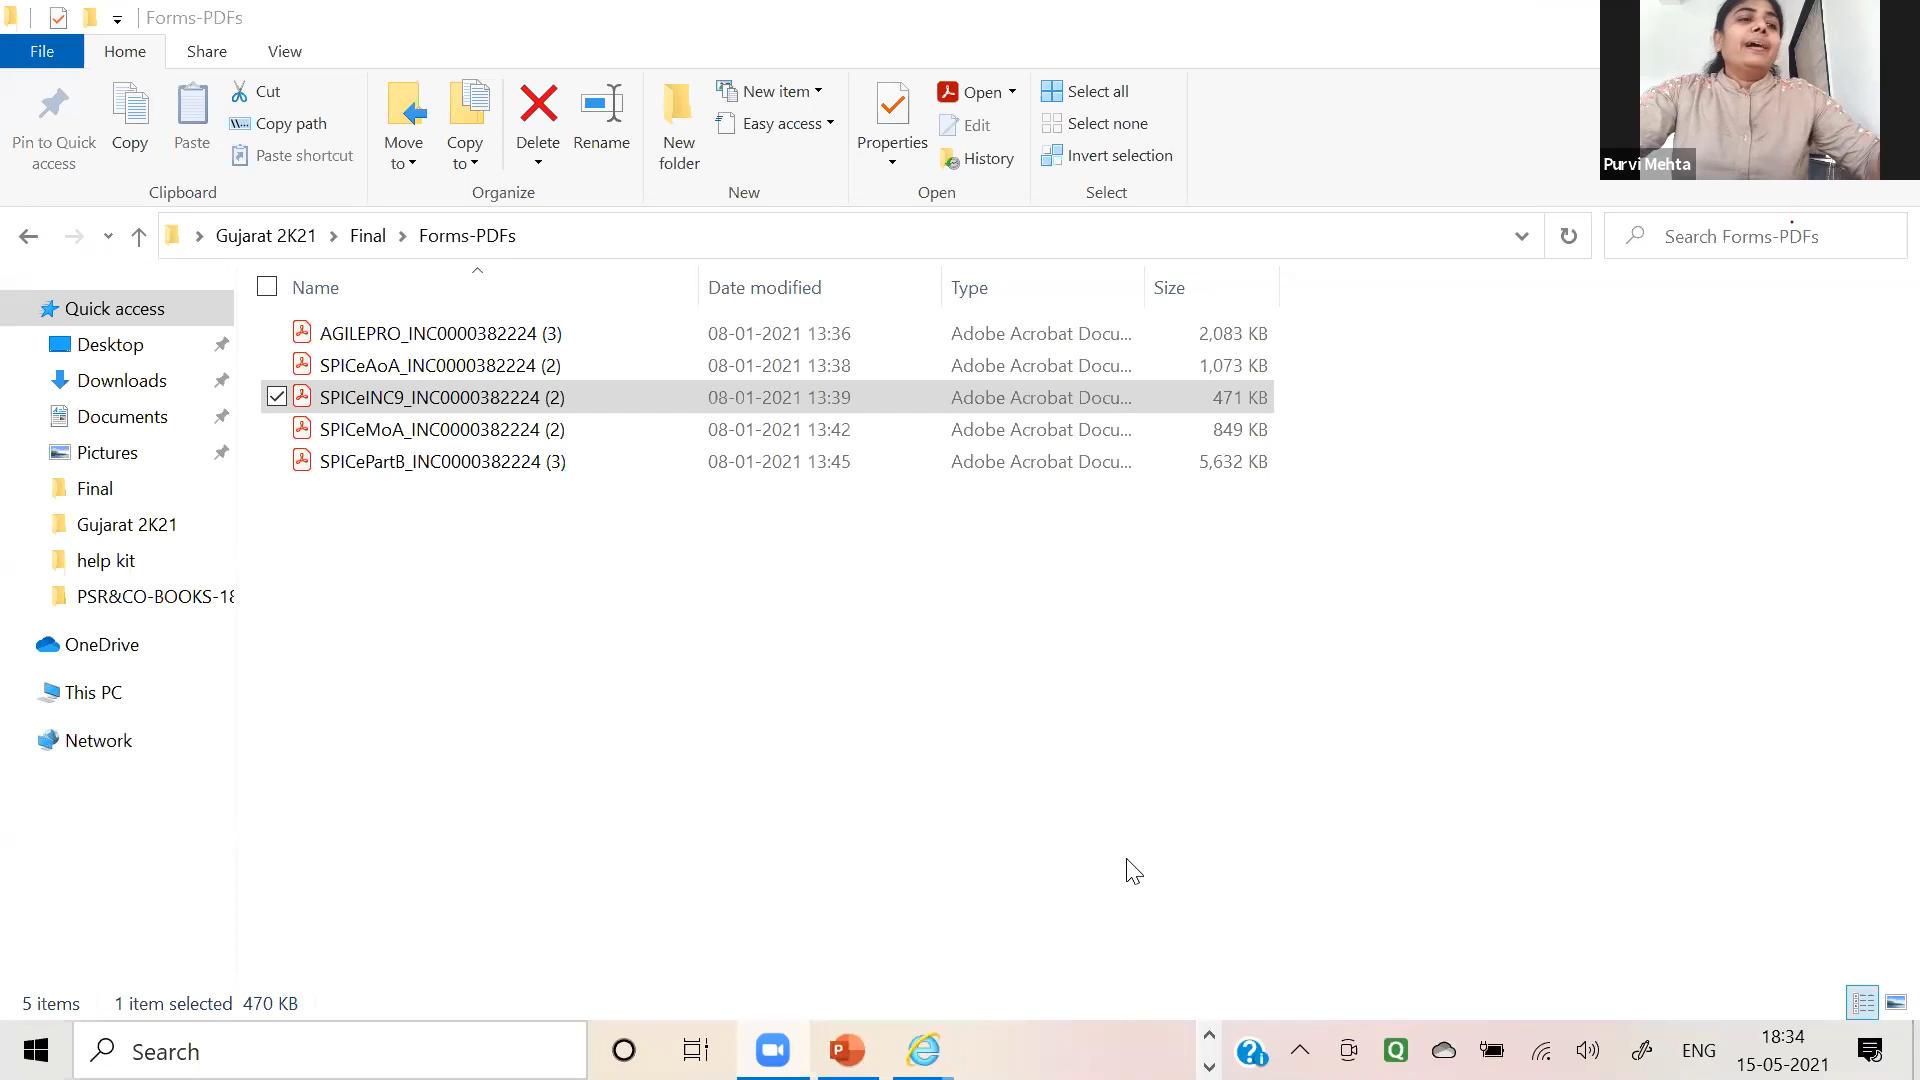 Forms-PDFs
File Home Share View
Pin to Quick access
Copy
Paste
Cut
Copy path
Paste shortcut
Clipboard
Move to
Copy to
Delete
Rename
Organize
New folder
New item
Easy access
New
Properties
Open
Edit
History
Open
Select all
Select none
Invert selection
Select
Purvi Mehta
Gujarat 2K21 Final Forms-PDFs
Search Forms-PDFs
Name Date modified Type Size
AGILEPRO_INC0000382224 (3) 08-01-2021 13:36 Adobe Acrobat Docu... 2,083 KB
SPICeAoA_INC0000382224 (2) 08-01-2021 13:38 Adobe Acrobat Docu... 1,073 KB
SPICeINC9_INC0000382224 (2) 08-01-2021 13:39 Adobe Acrobat Docu... 471 KB
SPICeMoA_INC0000382224 (2) 08-01-2021 13:42 Adobe Acrobat Docu... 849 KB
SPICePartB_INC0000382224 (3) 08-01-2021 13:45 Adobe Acrobat Docu... 5,632 KB
Quick access
Desktop
Downloads
Documents
Pictures
Final
Gujarat 2K21
help kit
PSR&CO-BOOKS-18
OneDrive
This PC
Network
5 items 1 item selected 470 KB
Search
ENG
18:34
15-05-2021